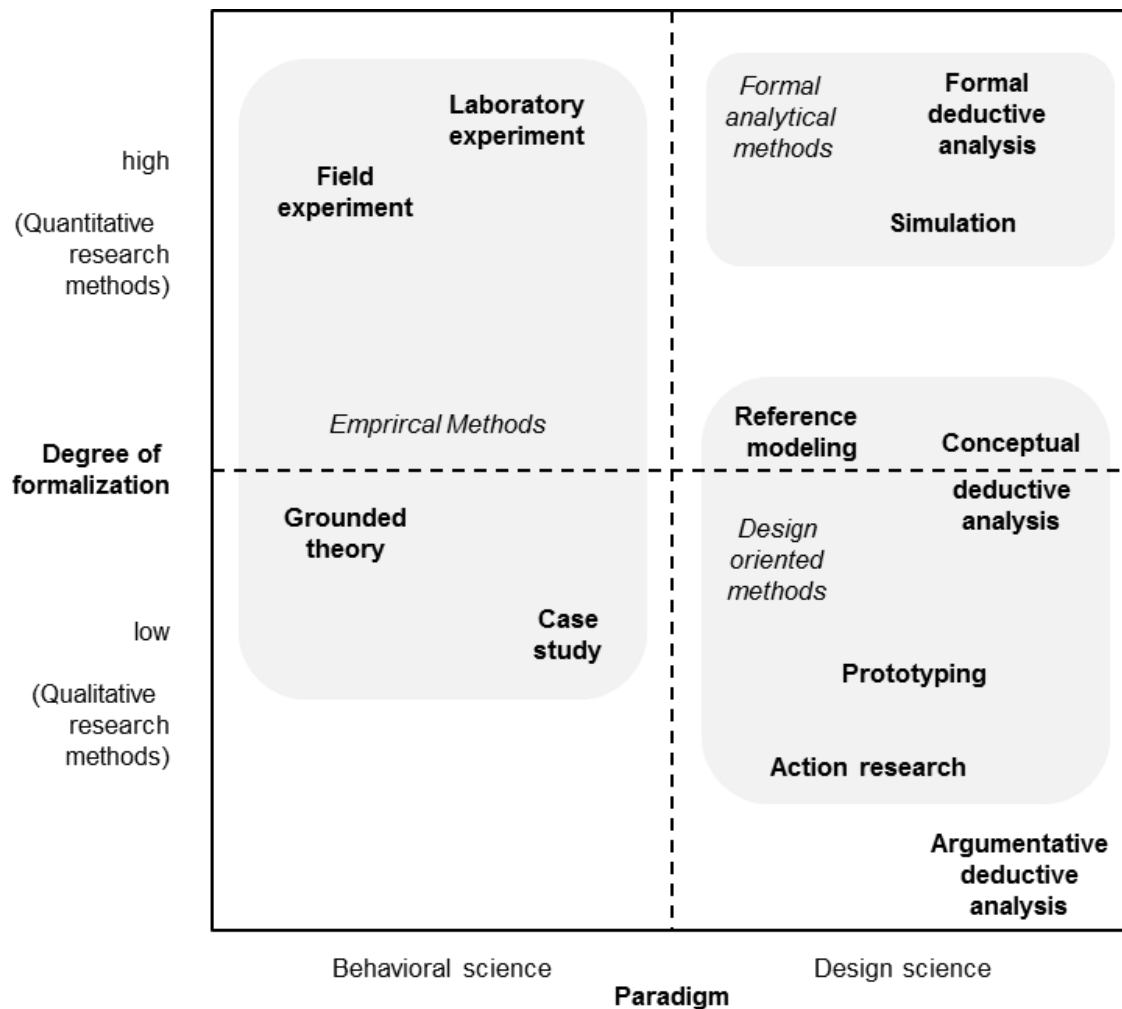 high
(Quantitative
research
methods)
Degree of
formalization
low
(Qualitative
research
methods)
Laboratory
experiment
Field
experiment
Emprircal Methods
Grounded
theory
Case
study
Formal
analytical
methods
Formal
deductive
analysis
Simulation
Reference
modeling
Conceptual
deductive
analysis
Design
oriented
methods
Prototyping
Action research
Argumentative
deductive
analysis
Behavioral science
Design science
Paradigm